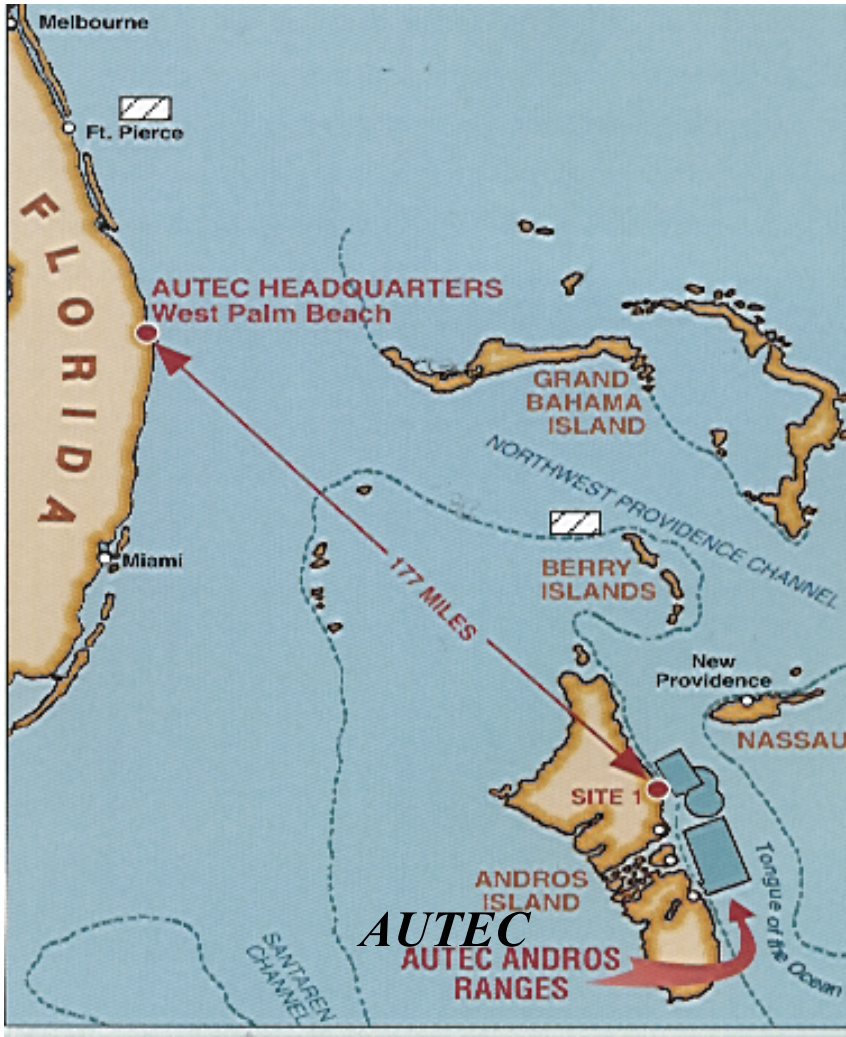 Melbourne
Ft. Pierce
FLORIDA
AUTEC HEADQUARTERS
West Palm Beach
GRAND
BAHAMA
ISLAND
NORTHWEST PROVIDENCE CHANNEL
Miami
177 MILES
BERRY
ISLANDS
New
Providence
NASSAU
SITE 1
ANDROS
ISLAND
Tongue of the Ocean
AUTEC
AUTEC ANDROS
RANGES
SANTAREN
CHANNEL